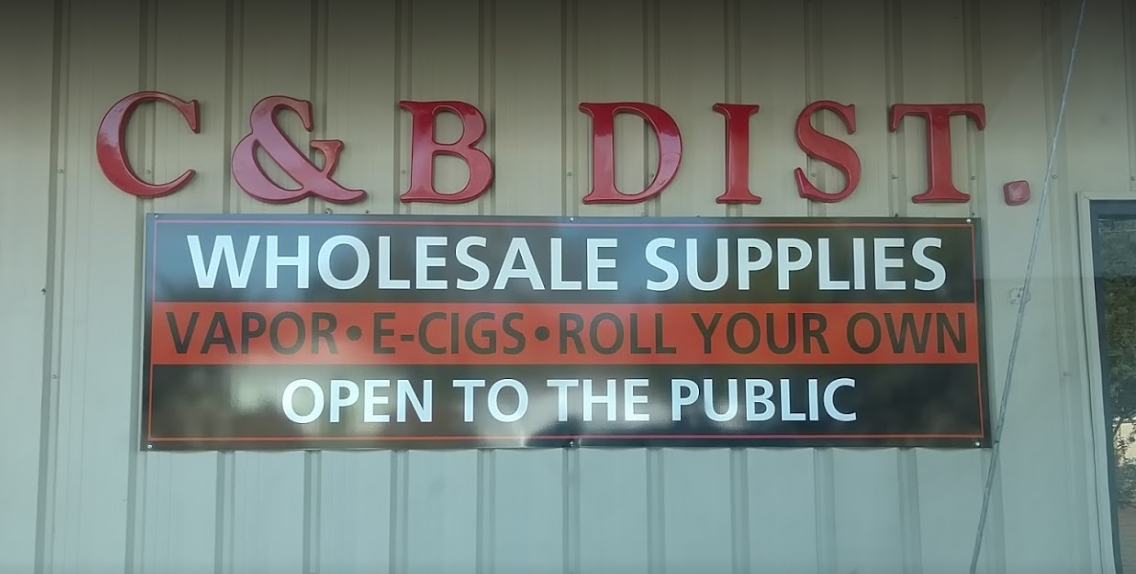 C & B DIST.
WHOLESALE SUPPLIES
VAPOR • E-CIGS • ROLL YOUR OWN
OPEN TO THE PUBLIC